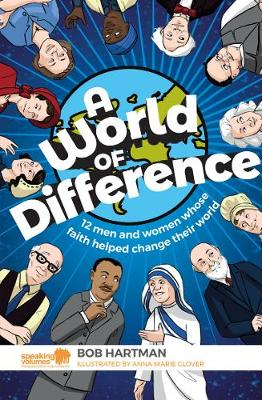 A
World
OF
Difference
12 men and women whose
faith helped change their world
speaking
volumes
BOB HARTMAN
ILLUSTRATED BY ANNA-MARIE GLOVER